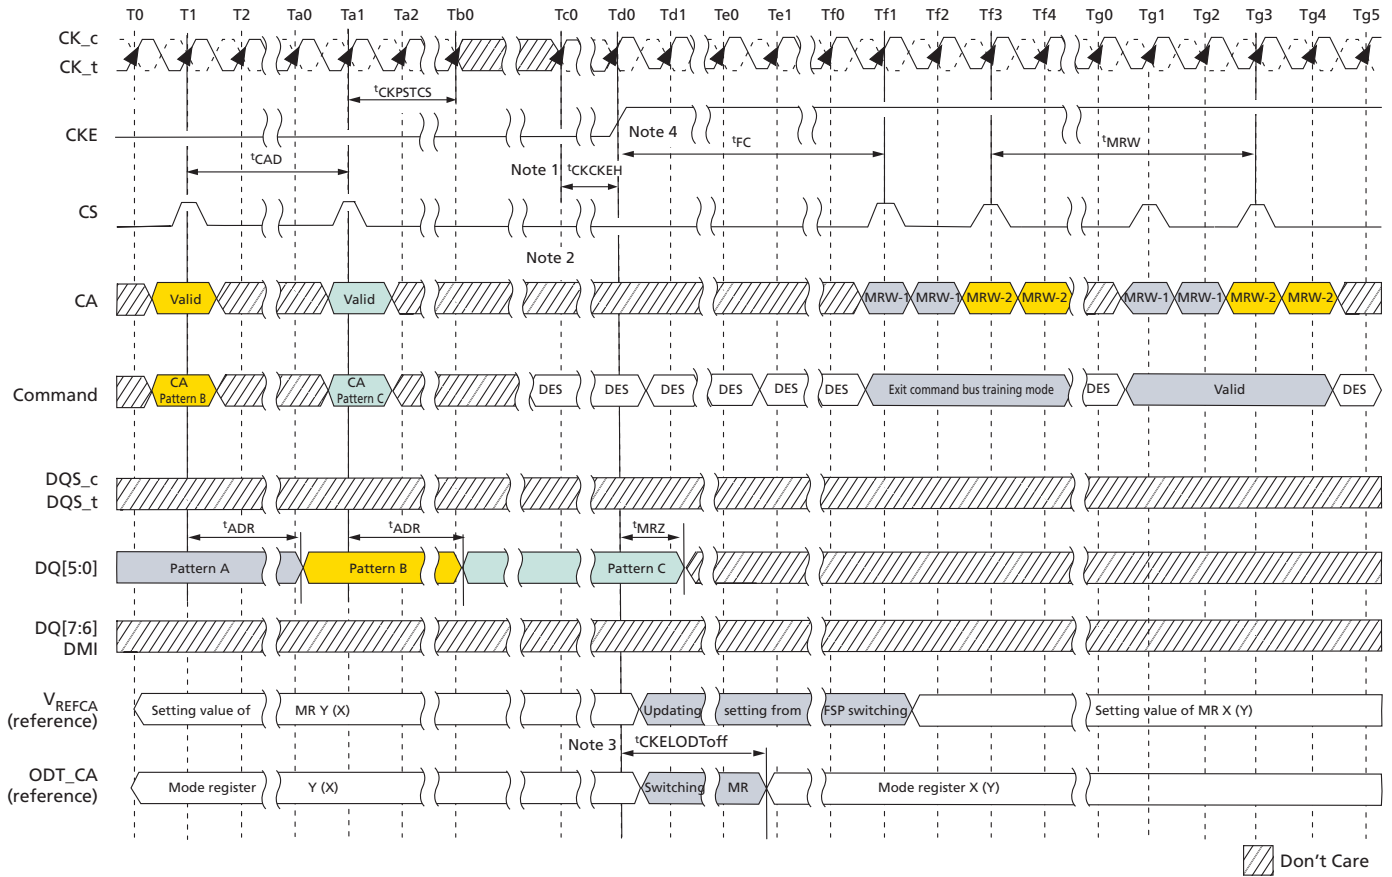 T0 T1 T2 Ta0 Ta1 Ta2 Tb0 Tc0 Td0 Td1 Te0 Te1 Tf0 Tf1 Tf2 Tf3 Tf4 Tg0 Tg1 Tg2 Tg3 Tg4 Tg5
CK_c
CK_t
tCKPSTCS
CKE
Note 4
tFC
tMRW
tCAD
Note 1
tCKCKEH
CS
Note 2
CA
Valid
Valid
MRW-1 MRW-1 MRW-2 MRW-2
MRW-1 MRW-1 MRW-2 MRW-2
Command
CA
Pattern B
CA
Pattern C
DES DES DES DES DES DES
Exit command bus training mode
DES
Valid
DES
DQS_c
DQS_t
tADR
tADR
tMRZ
DQ[5:0]
Pattern A
Pattern B
Pattern C
DQ[7:6]
DMI
VREFCA
(reference)
Setting value of MR Y (X)
Updating setting from FSP switching
Setting value of MR X (Y)
Note 3
tCKELODToff
ODT_CA
(reference)
Mode register Y (X)
Switching MR
Mode register X (Y)
Don't Care